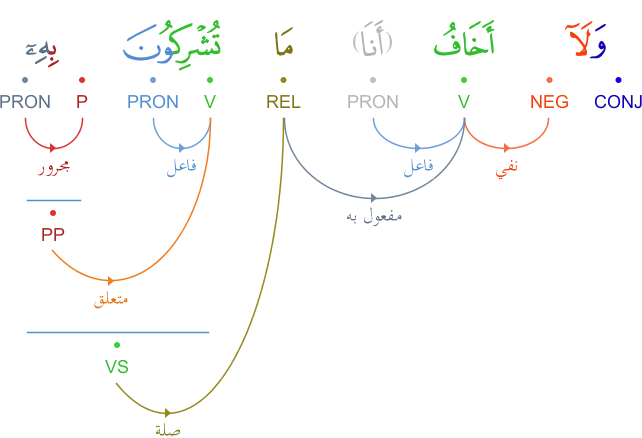 وَلَآ أَخَافُ (أَنَا) مَا تُشْرِكُونَ بِهِۦٓ
CONJ NEG V PRON REL V PRON P PRON
نفي فاعل فاعل مجرور
مفعول به
PP
متعلق
VS
صلة